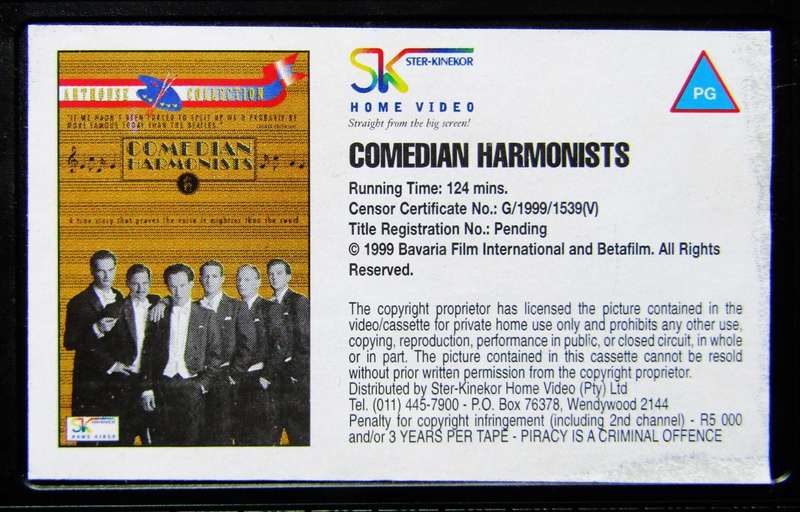 ARTHOUSE COLLECTION
"IF WE HADN'T BEEN FORCED TO SPLIT UP WE'D PROBABLY BE
MORE FAMOUS TODAY THAN THE BEATLES."
COMEDIAN
HARMONISTS
A true story that proves the voice is mightier than the sword
SK
HOME VIDEO
SK STER-KINEKOR
HOME VIDEO
Straight from the big screen!
PG
COMEDIAN HARMONISTS
Running Time: 124 mins.
Censor Certificate No.: G/1999/1539(V)
Title Registration No.: Pending
© 1999 Bavaria Film International and Betafilm. All Rights
Reserved.
The copyright proprietor has licensed the picture contained in the
video/cassette for private home use only and prohibits any other use,
copying, reproduction, performance in public, or closed circuit, in whole
or in part. The picture contained in this cassette cannot be resold
without prior written permission from the copyright proprietor.
Distributed by Ster-Kinekor Home Video (Pty) Ltd
Tel. (011) 445-7900 - P.O. Box 76378, Wendywood 2144
Penalty for copyright infringement (including 2nd channel) - R5 000
and/or 3 YEARS PER TAPE - PIRACY IS A CRIMINAL OFFENCE